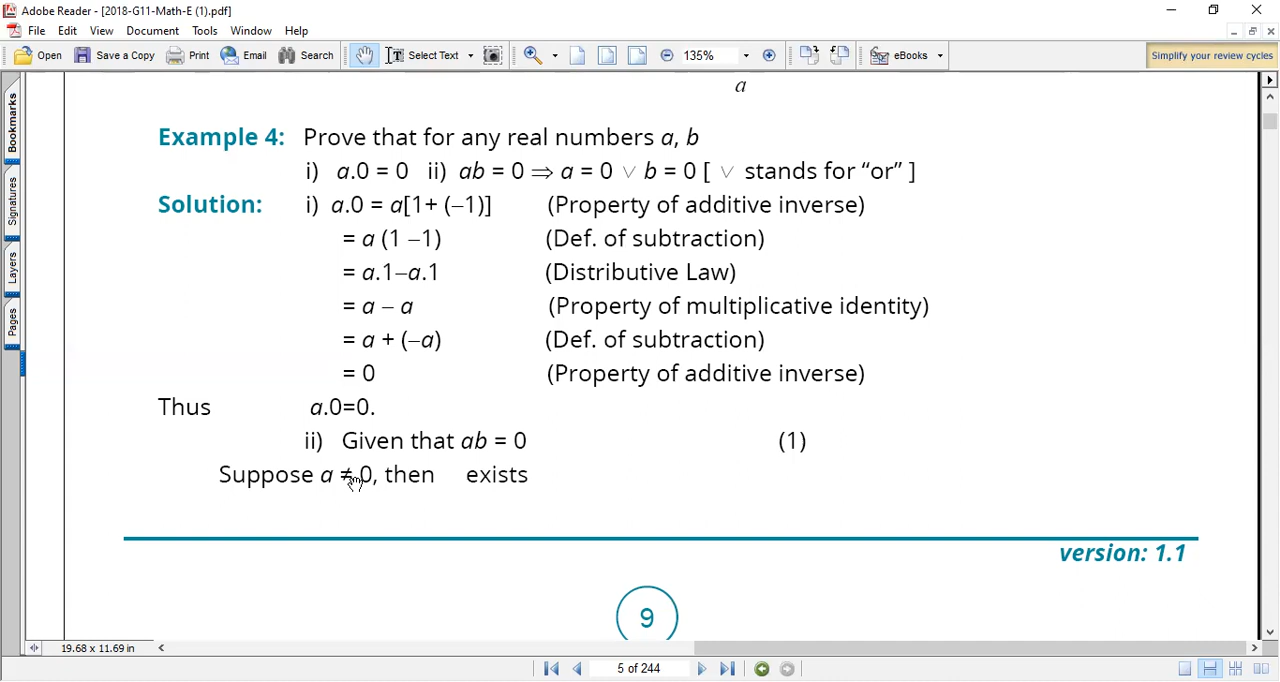 Adobe Reader - [2018-G11-Math-E (1).pdf]
File Edit View Document Tools Window Help
Open Save a Copy Print Email Search Select Text 135% eBooks Simplify your review cycles
Bookmarks
Signatures
Layers
Pages
a
Example 4: Prove that for any real numbers a, b
i) a.0 = 0 ii) ab = 0 ⇒ a = 0 ∨ b = 0 [ ∨ stands for “or” ]
Solution: i) a.0 = a[1+ (–1)] (Property of additive inverse)
= a (1 –1) (Def. of subtraction)
= a.1–a.1 (Distributive Law)
= a – a (Property of multiplicative identity)
= a + (–a) (Def. of subtraction)
= 0 (Property of additive inverse)
Thus a.0=0.
ii) Given that ab = 0 (1)
Suppose a ≠ 0, then exists
version: 1.1
9
19.68 x 11.69 in
5 of 244